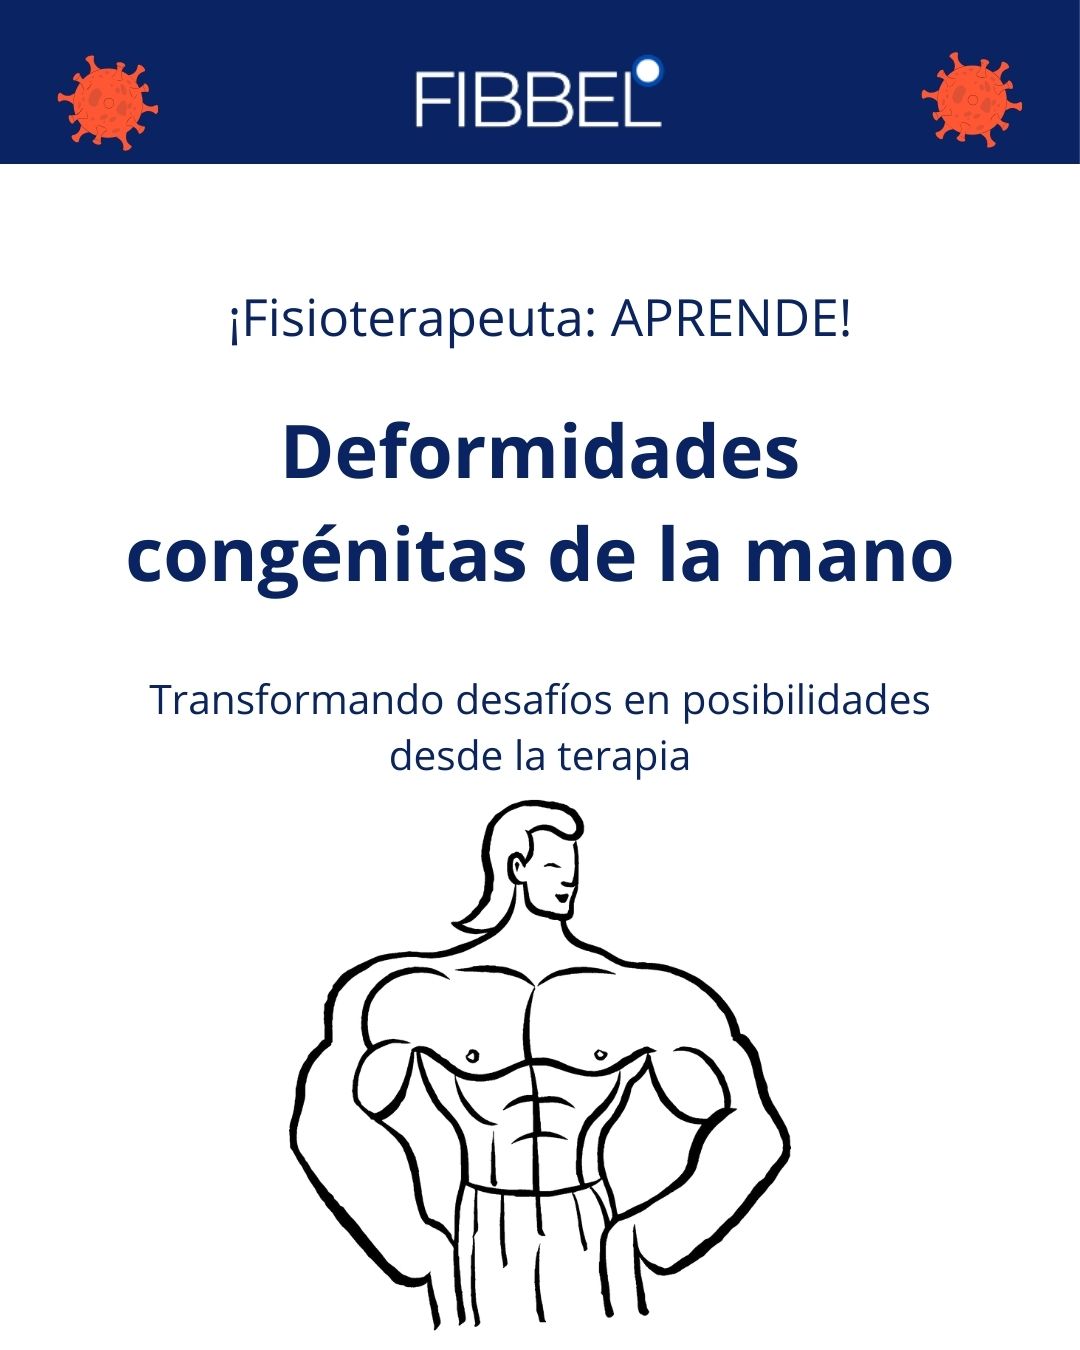 FIBBEL
¡Fisioterapeuta: APRENDE!
Deformidades
congénitas de la mano
Transformando desafíos en posibilidades
desde la terapia